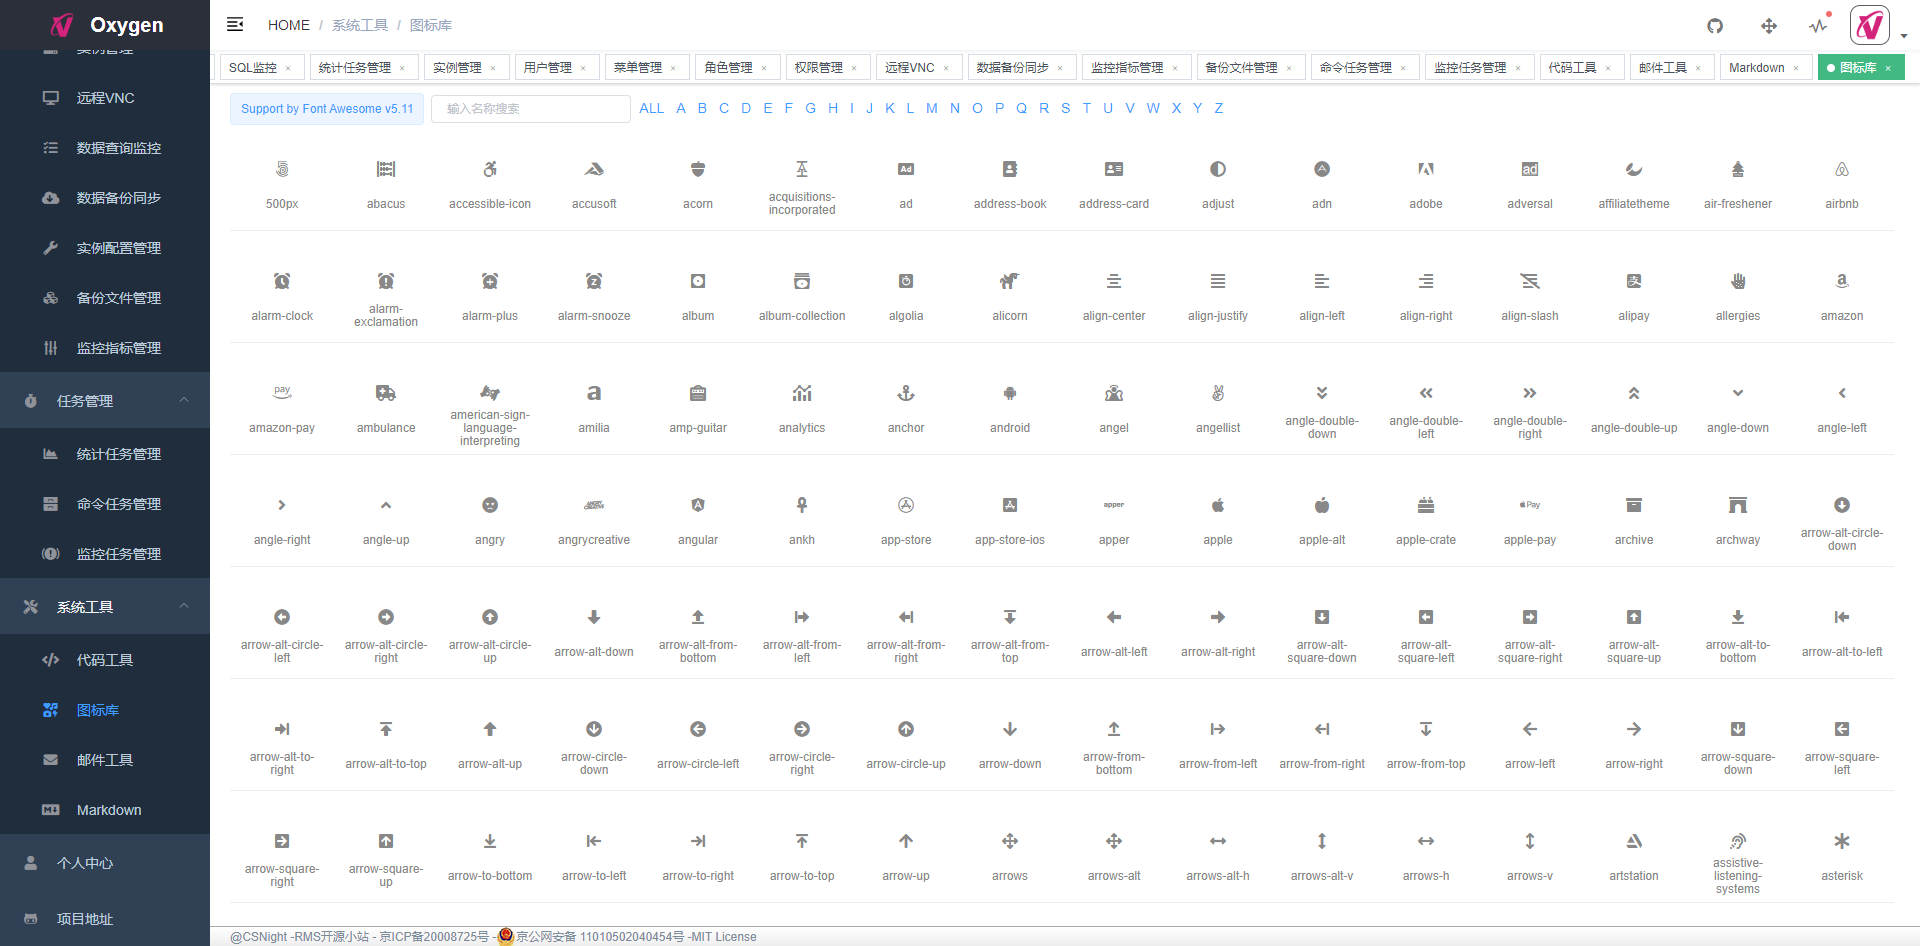 Oxygen
HOME / 系统工具 / 图标库
实例管理
远程VNC
数据查询监控
数据备份同步
实例配置管理
备份文件管理
监控指标管理
任务管理
统计任务管理
命令任务管理
监控任务管理
系统工具
代码工具
图标库
邮件工具
Markdown
个人中心
项目地址
SQL监控 × 统计任务管理 × 实例管理 × 用户管理 × 菜单管理 × 角色管理 × 权限管理 × 远程VNC × 数据备份同步 × 监控指标管理 × 备份文件管理 × 命令任务管理 × 监控任务管理 × 代码工具 × 邮件工具 × Markdown × 图标库 ×
Support by Font Awesome v5.11 输入名称搜索 ALL A B C D E F G H I J K L M N O P Q R S T U V W X Y Z
500px abacus accessible-icon accusoft acorn acquisitions-incorporated ad address-book address-card adjust adn adobe adversal affiliatetheme air-freshener airbnb
alarm-clock alarm-exclamation alarm-plus alarm-snooze album album-collection algolia alicorn align-center align-justify align-left align-right align-slash alipay allergies amazon
amazon-pay ambulance american-sign-language-interpreting amilia amp-guitar analytics anchor android angel angellist angle-double-down angle-double-left angle-double-right angle-double-up angle-down angle-left
angle-right angle-up angry angrycreative angular ankh app-store app-store-ios apper apple apple-alt apple-crate apple-pay archive archway arrow-alt-circle-down
arrow-alt-circle-left arrow-alt-circle-right arrow-alt-circle-up arrow-alt-down arrow-alt-from-bottom arrow-alt-from-left arrow-alt-from-right arrow-alt-from-top arrow-alt-left arrow-alt-right arrow-alt-square-down arrow-alt-square-left arrow-alt-square-right arrow-alt-square-up arrow-alt-to-bottom arrow-alt-to-left
arrow-alt-to-right arrow-alt-to-top arrow-alt-up arrow-circle-down arrow-circle-left arrow-circle-right arrow-circle-up arrow-down arrow-from-bottom arrow-from-left arrow-from-right arrow-from-top arrow-left arrow-right arrow-square-down arrow-square-left
arrow-square-right arrow-square-up arrow-to-bottom arrow-to-left arrow-to-right arrow-to-top arrow-up arrows arrows-alt arrows-alt-h arrows-alt-v arrows-h arrows-v artstation assistive-listening-systems asterisk
@CSNight -RMS开源小站 - 京ICP备20008725号 - 京公网安备 11010502040454号 -MIT License